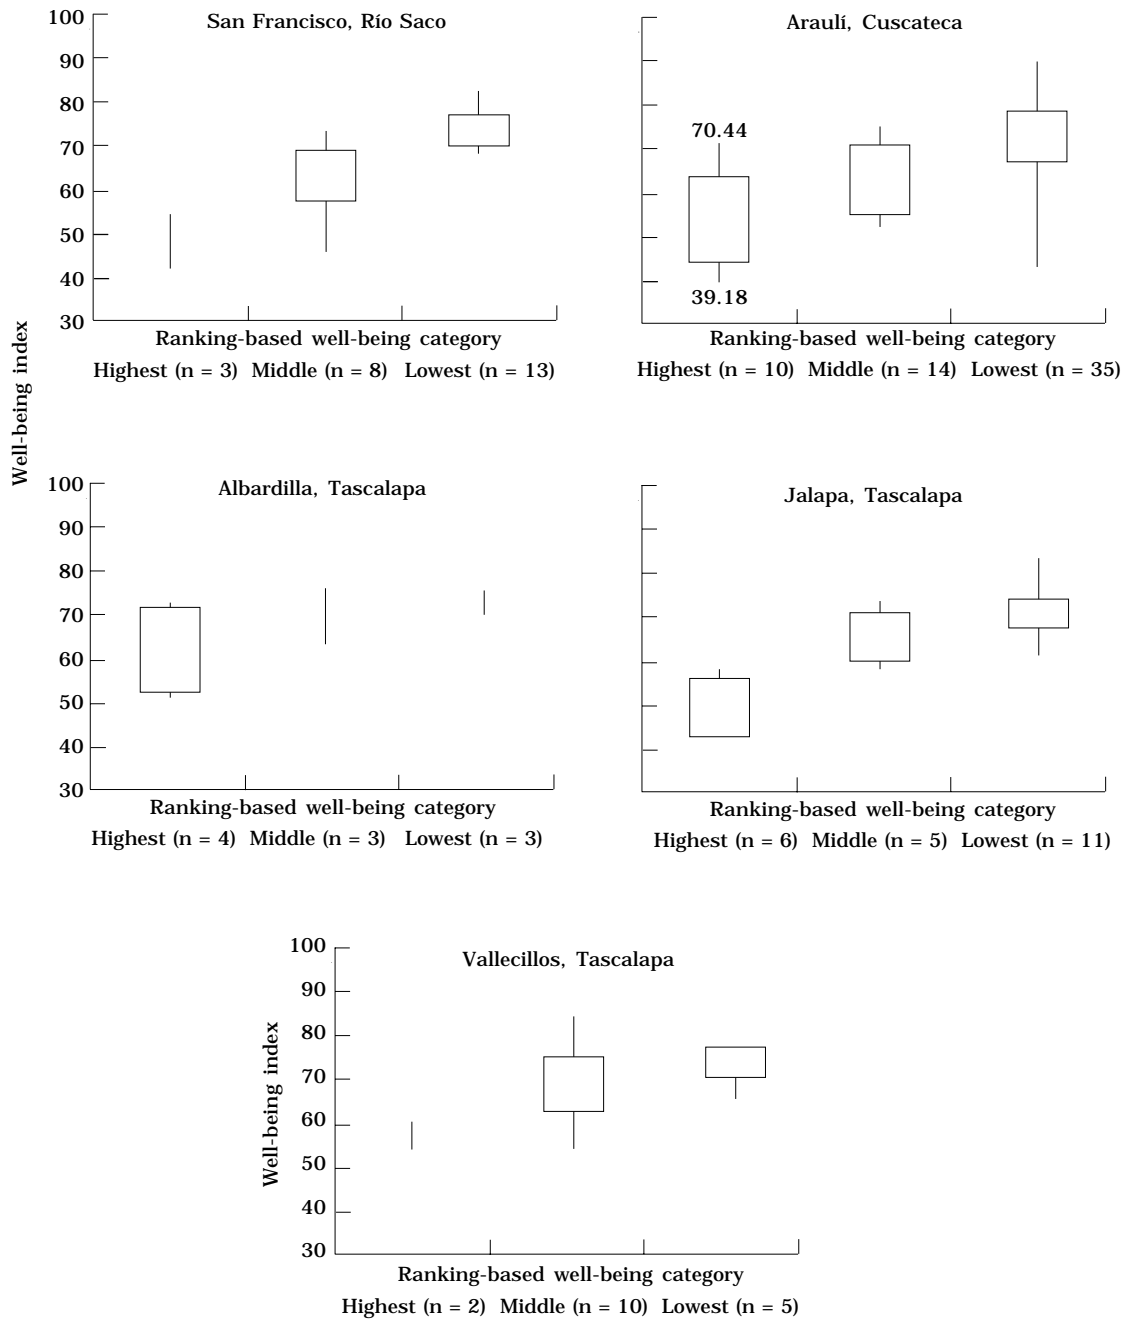 San Francisco, Río Saco
100
90
80
70
60
50
40
30
Ranking-based well-being category
Highest (n = 3) Middle (n = 8) Lowest (n = 13)
Araulí, Cuscateca
70.44
39.18
Ranking-based well-being category
Highest (n = 10) Middle (n = 14) Lowest (n = 35)
Well-being index
Albardilla, Tascalapa
100
90
80
70
60
50
40
30
Ranking-based well-being category
Highest (n = 4) Middle (n = 3) Lowest (n = 3)
Jalapa, Tascalapa
Ranking-based well-being category
Highest (n = 6) Middle (n = 5) Lowest (n = 11)
Vallecillos, Tascalapa
Well-being index
100
90
80
70
60
50
40
30
Ranking-based well-being category
Highest (n = 2) Middle (n = 10) Lowest (n = 5)